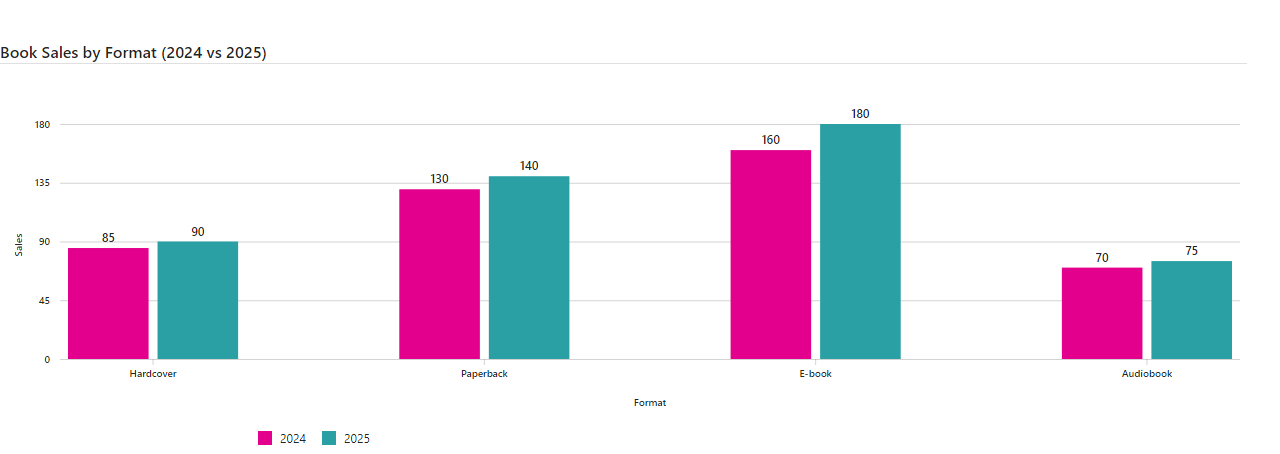 Book Sales by Format (2024 vs 2025)
180
135
90
45
0
Sales
85
90
130
140
160
180
70
75
Hardcover
Paperback
E-book
Audiobook
Format
2024
2025